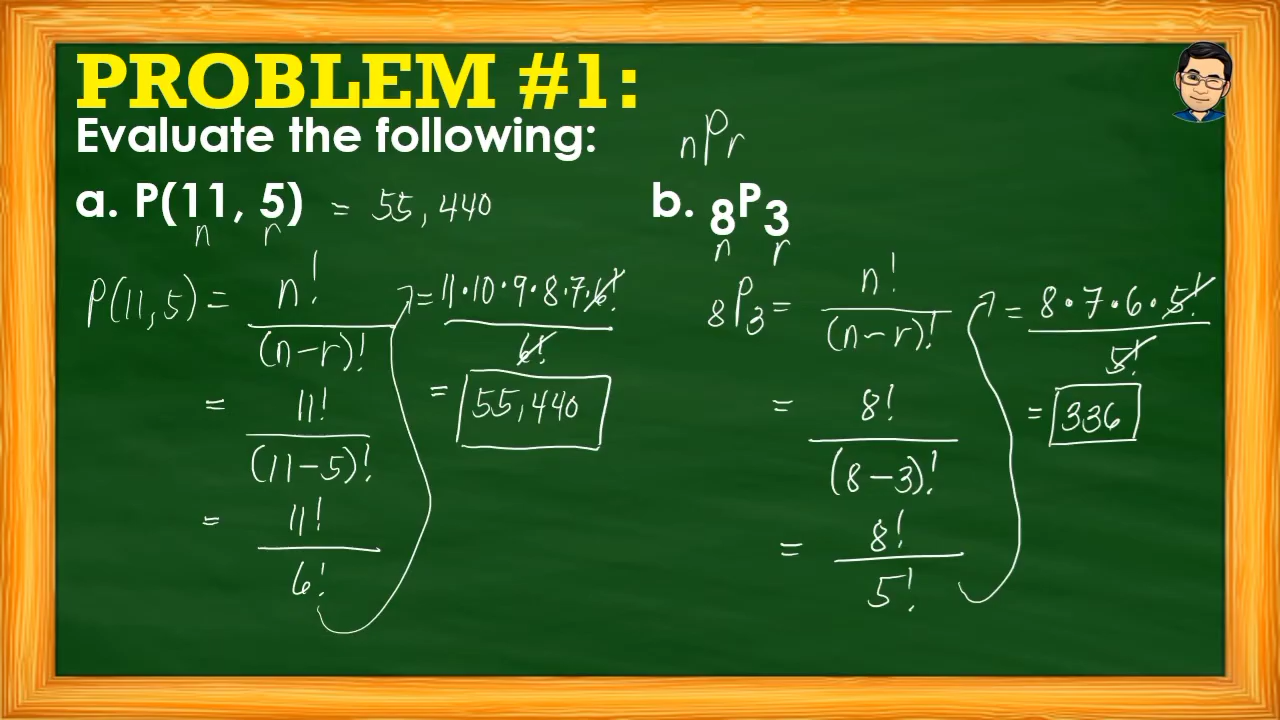 PROBLEM #1:
Evaluate the following:
nPr
a. P(11, 5) = 55,440
n r
P(11,5) = n! / (n-r)!
= 11! / (11-5)!
= 11! / 6!
= 11·10·9·8·7·6! / 6!
= 55,440
b. 8P3
n r
8P3 = n! / (n-r)!
= 8! / (8-3)!
= 8! / 5!
= 8·7·6·5! / 5!
= 336